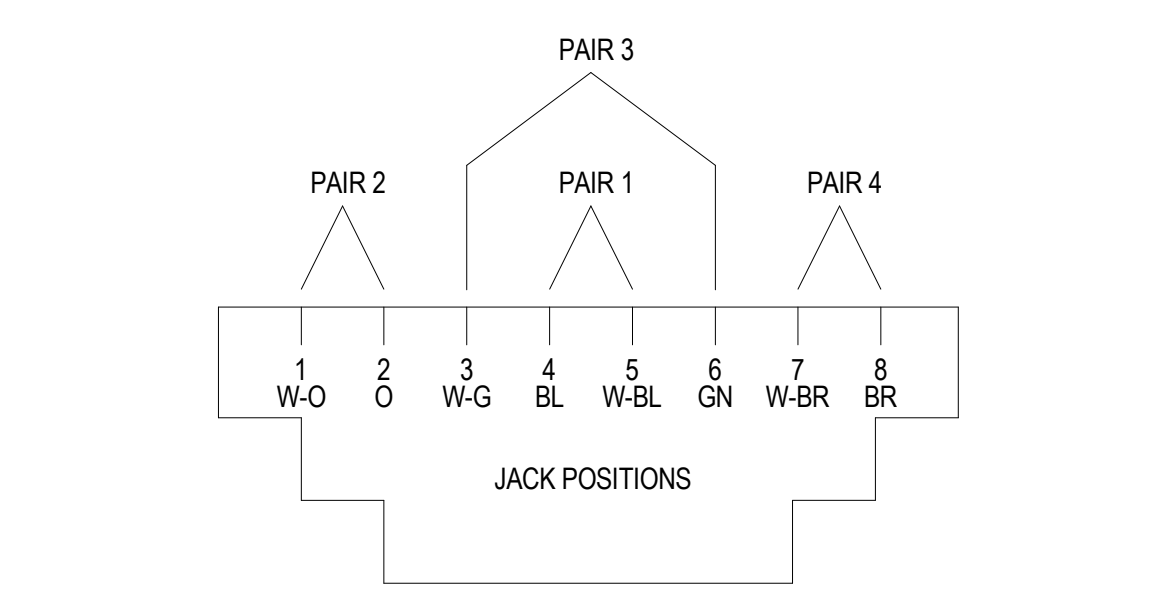 PAIR 3
PAIR 2 PAIR 1 PAIR 4
1 2 3 4 5 6 7 8
W-O O W-G BL W-BL GN W-BR BR
JACK POSITIONS